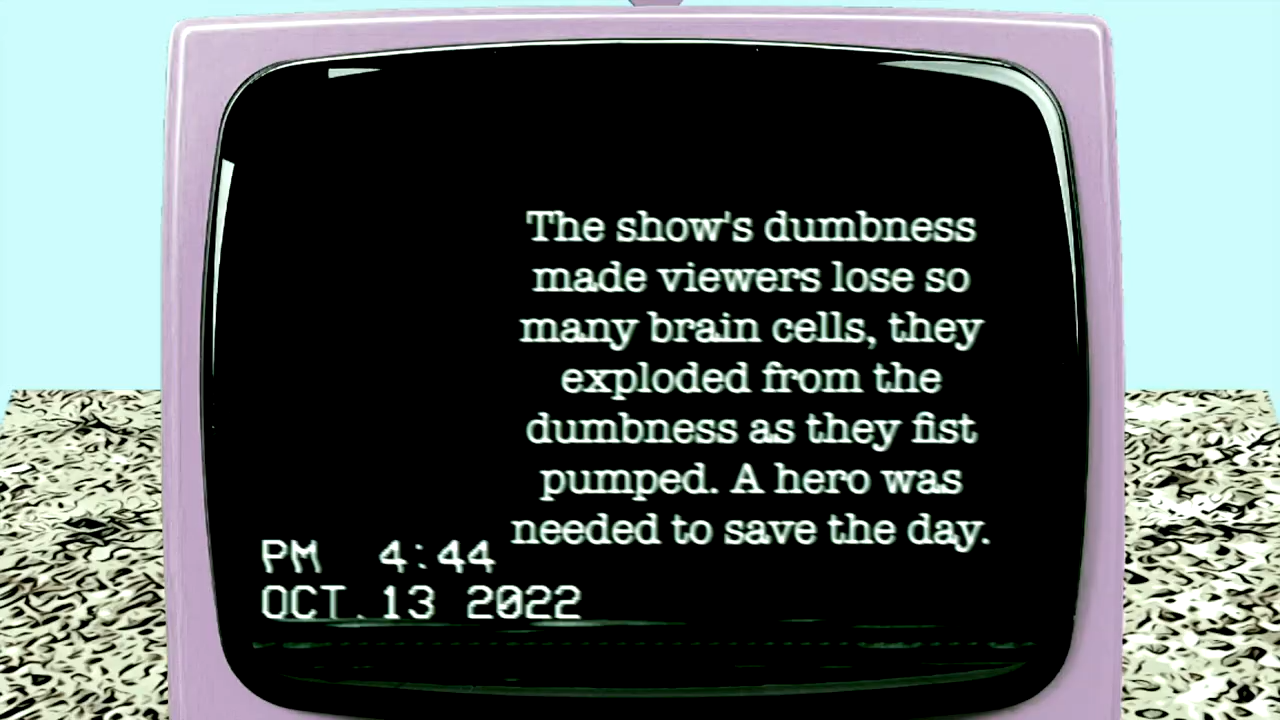 The show's dumbness
made viewers lose so
many brain cells, they
exploded from the
dumbness as they fist
pumped. A hero was
needed to save the day.
PM 4:44
OCT.13 2022